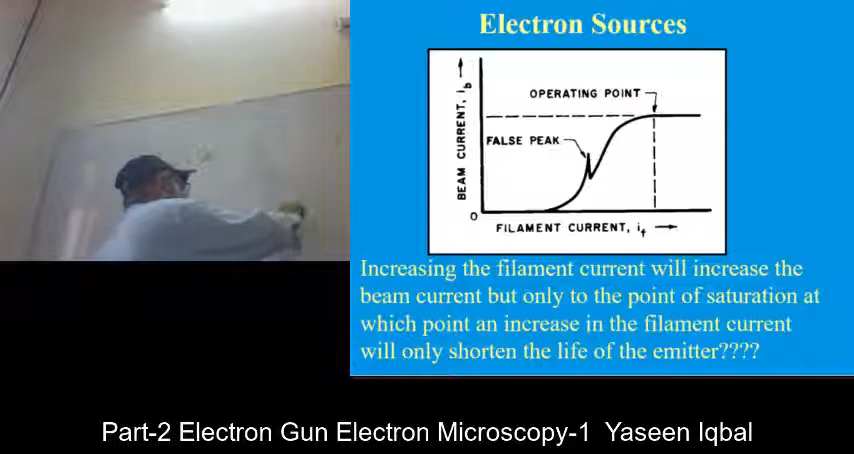 Electron Sources
OPERATING POINT
FALSE PEAK
BEAM CURRENT, i_b
0
FILAMENT CURRENT, i_f
Increasing the filament current will increase the
beam current but only to the point of saturation at
which point an increase in the filament current
will only shorten the life of the emitter????
Part-2 Electron Gun Electron Microscopy-1 Yaseen Iqbal